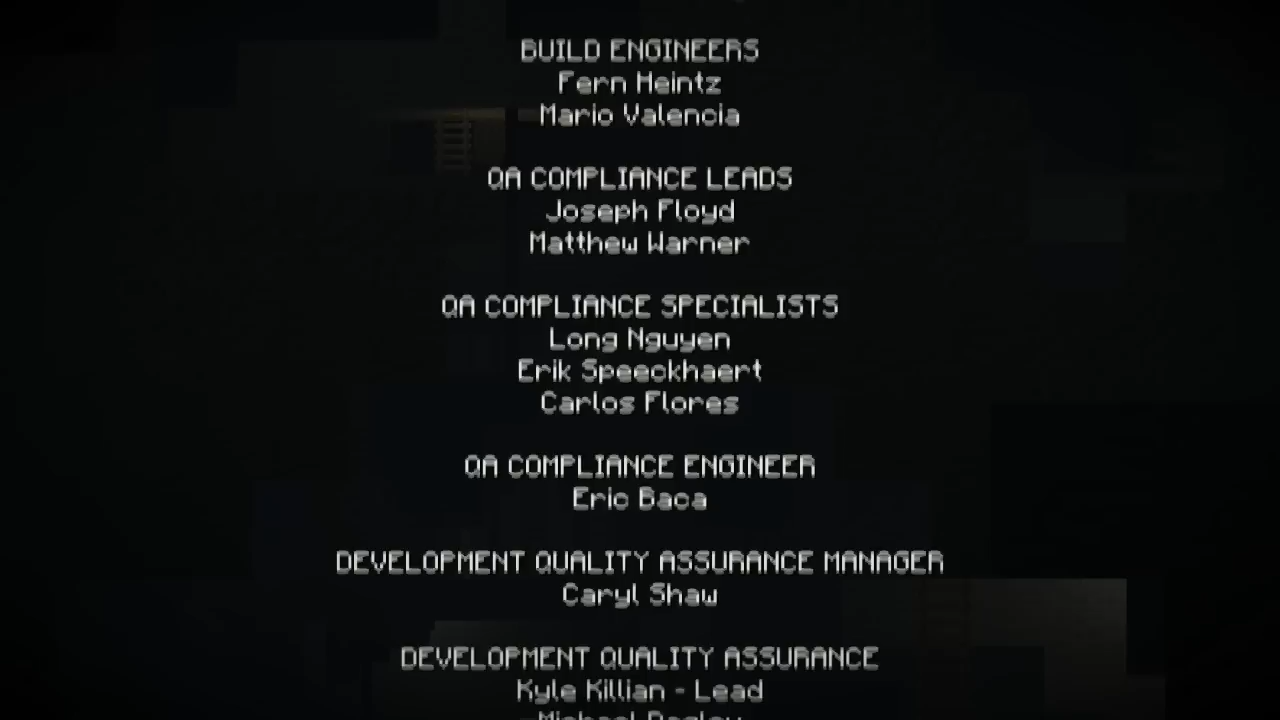 BUILD ENGINEERS
Fern Heintz
Mario Valencia
QA COMPLIANCE LEADS
Joseph Floyd
Matthew Warner
QA COMPLIANCE SPECIALISTS
Long Nguyen
Erik Speeckhaert
Carlos Flores
QA COMPLIANCE ENGINEER
Eric Baca
DEVELOPMENT QUALITY ASSURANCE MANAGER
Caryl Shaw
DEVELOPMENT QUALITY ASSURANCE
Kyle Killian - Lead
Michael